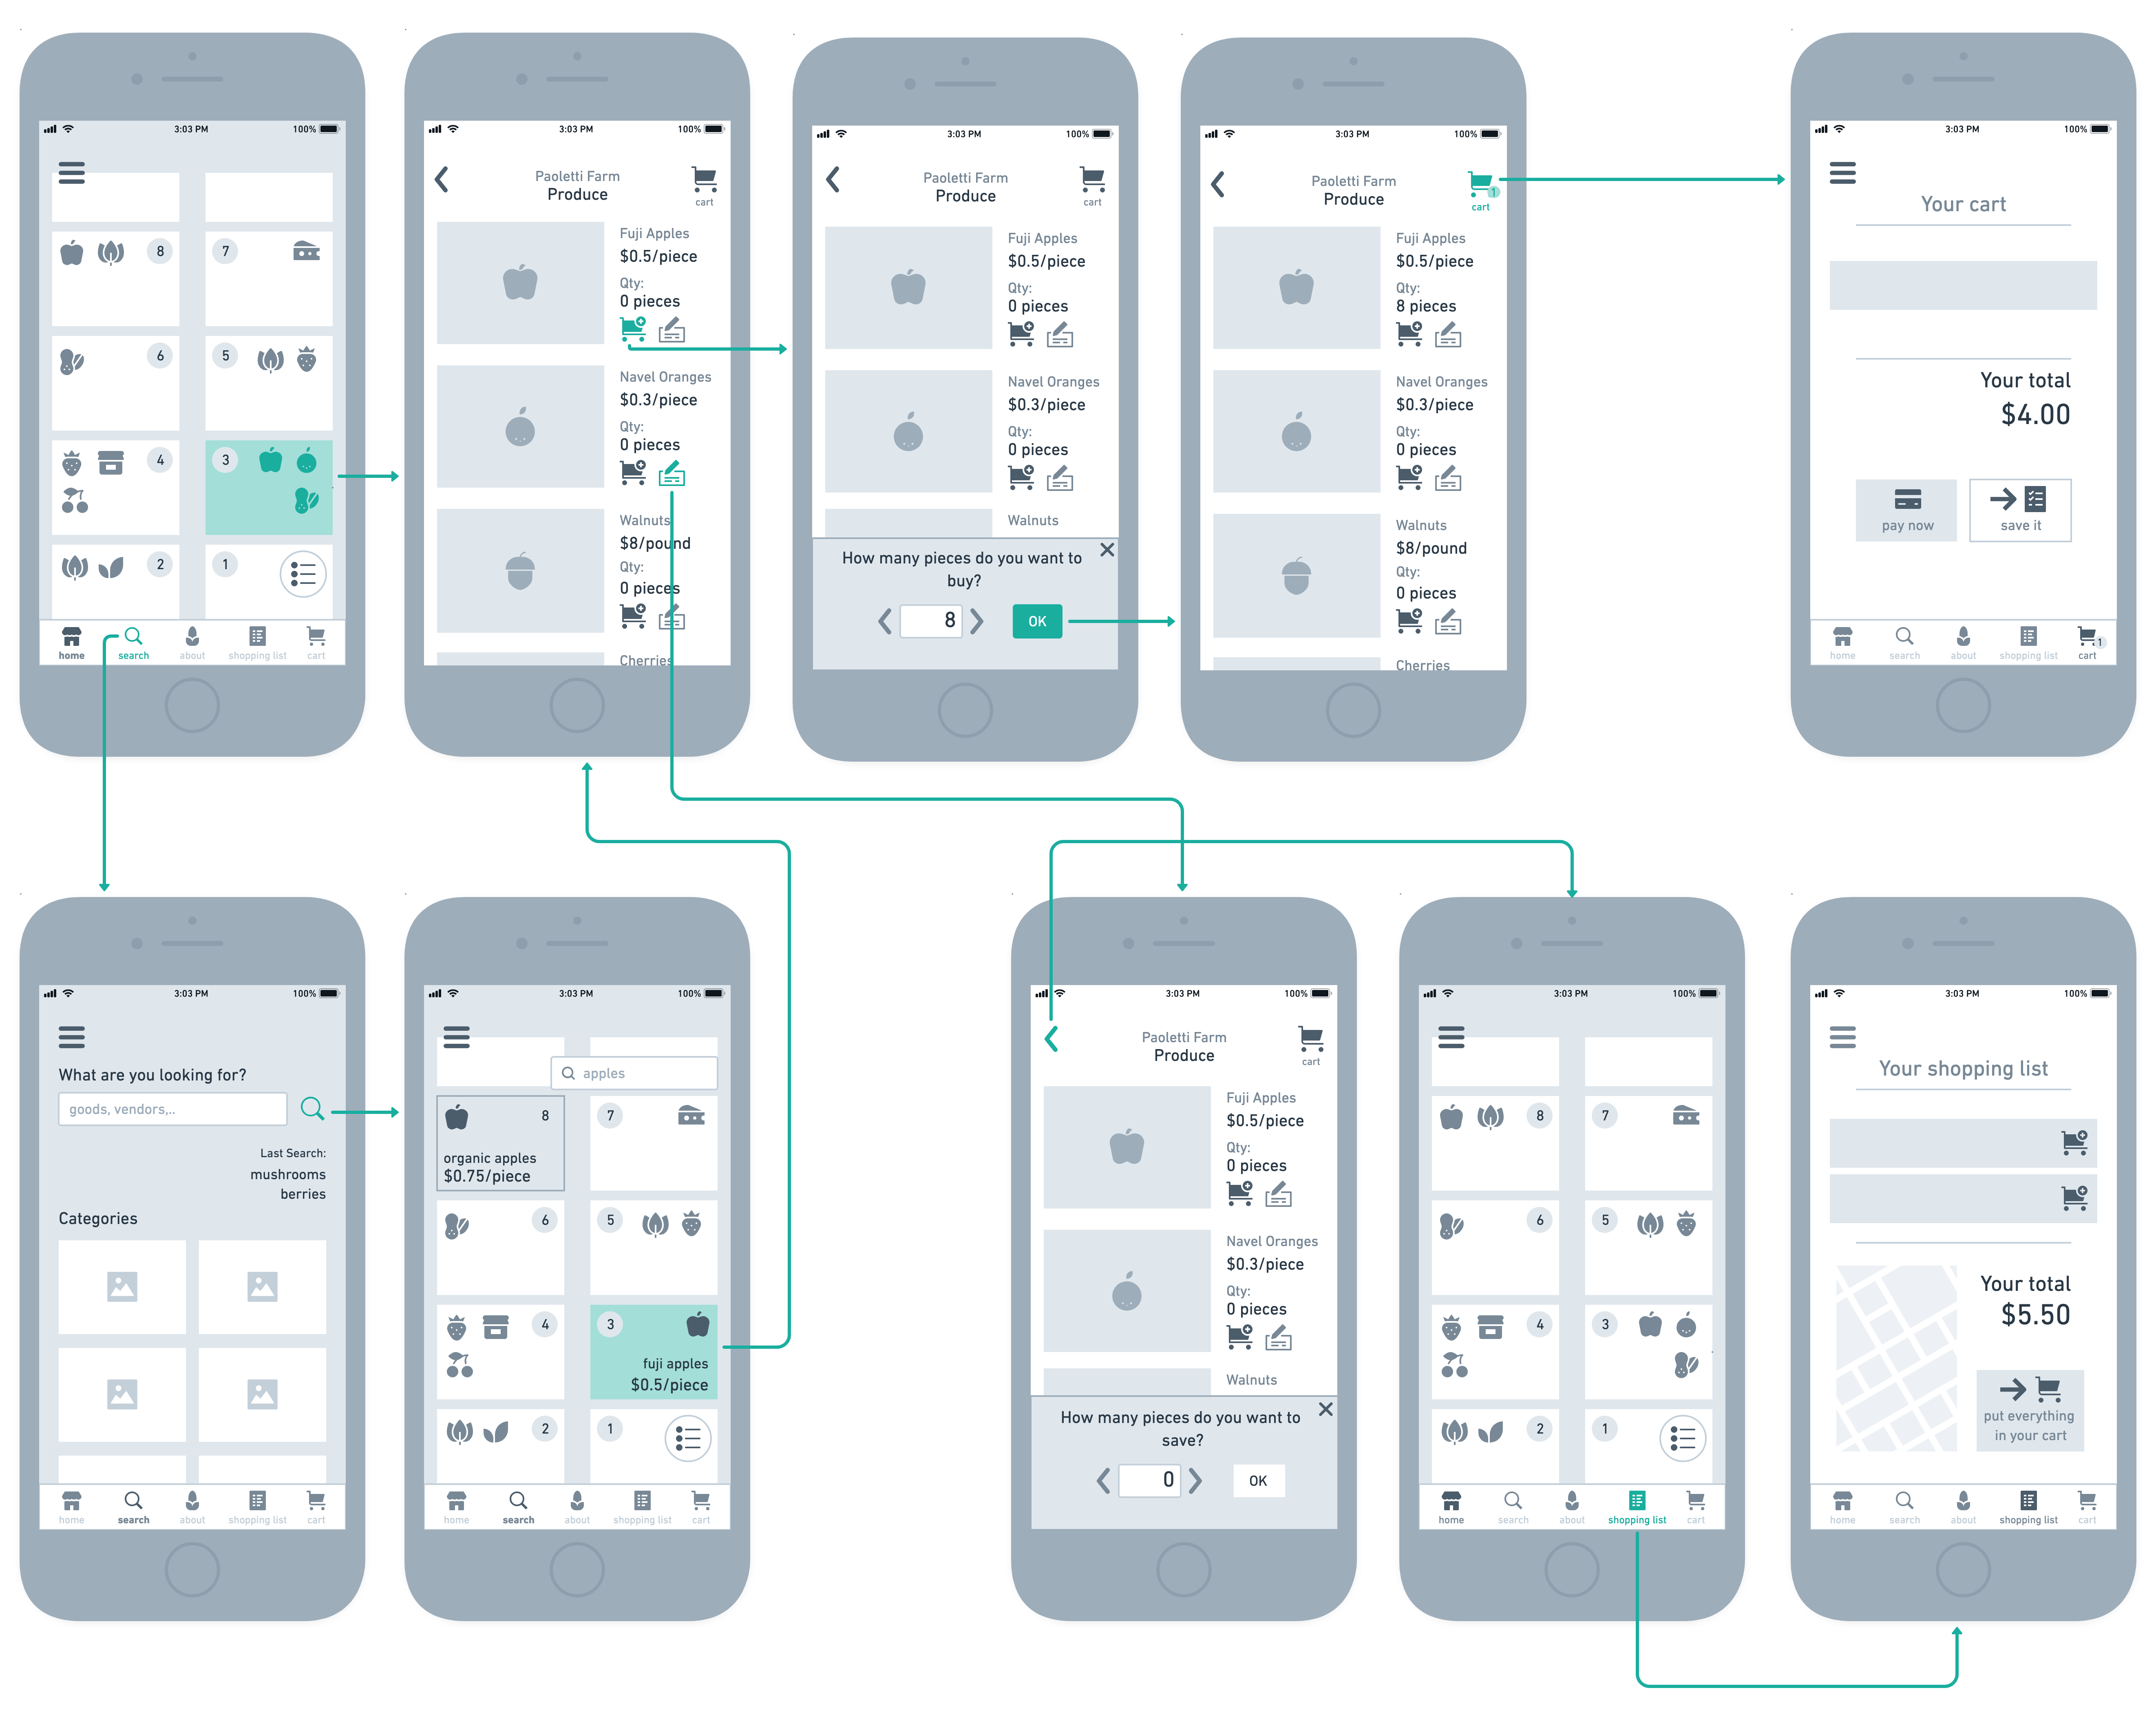 3:03 PM
100%
8
7
6
5
4
3
2
1
home
search
about
shopping list
cart
3:03 PM
100%
Paoletti Farm
Produce
cart
Fuji Apples
$0.5/piece
Qty:
0 pieces
Navel Oranges
$0.3/piece
Qty:
0 pieces
Walnuts
$8/pound
Qty:
0 pieces
Cherries
3:03 PM
100%
Paoletti Farm
Produce
cart
Fuji Apples
$0.5/piece
Qty:
0 pieces
Navel Oranges
$0.3/piece
Qty:
0 pieces
Walnuts
How many pieces do you want to
buy?
8
OK
3:03 PM
100%
Paoletti Farm
Produce
1
cart
Fuji Apples
$0.5/piece
Qty:
8 pieces
Navel Oranges
$0.3/piece
Qty:
0 pieces
Walnuts
$8/pound
Qty:
0 pieces
Cherries
3:03 PM
100%
Your cart
Your total
$4.00
pay now
save it
home
search
about
shopping list
cart
1
3:03 PM
100%
What are you looking for?
goods, vendors,..
Last Search:
mushrooms
berries
Categories
home
search
about
shopping list
cart
3:03 PM
100%
apples
8
organic apples
$0.75/piece
7
6
5
4
3
fuji apples
$0.5/piece
2
1
home
search
about
shopping list
cart
3:03 PM
100%
Paoletti Farm
Produce
cart
Fuji Apples
$0.5/piece
Qty:
0 pieces
Navel Oranges
$0.3/piece
Qty:
0 pieces
Walnuts
How many pieces do you want to
save?
0
OK
3:03 PM
100%
8
7
6
5
4
3
2
1
home
search
about
shopping list
cart
3:03 PM
100%
Your shopping list
Your total
$5.50
put everything
in your cart
home
search
about
shopping list
cart